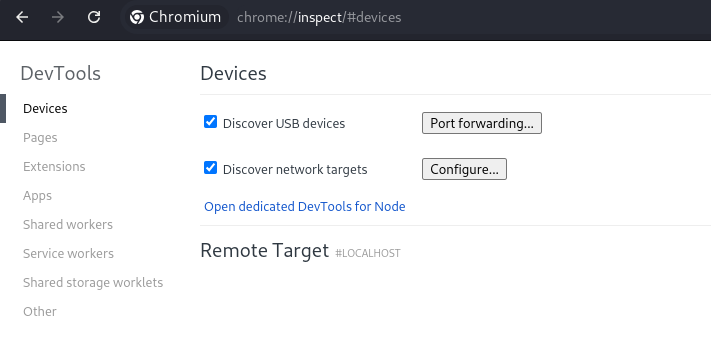 Chromium chrome://inspect/#devices
DevTools
Devices
Pages
Extensions
Apps
Shared workers
Service workers
Shared storage worklets
Other
Devices
Discover USB devices Port forwarding...
Discover network targets Configure...
Open dedicated DevTools for Node
Remote Target #LOCALHOST